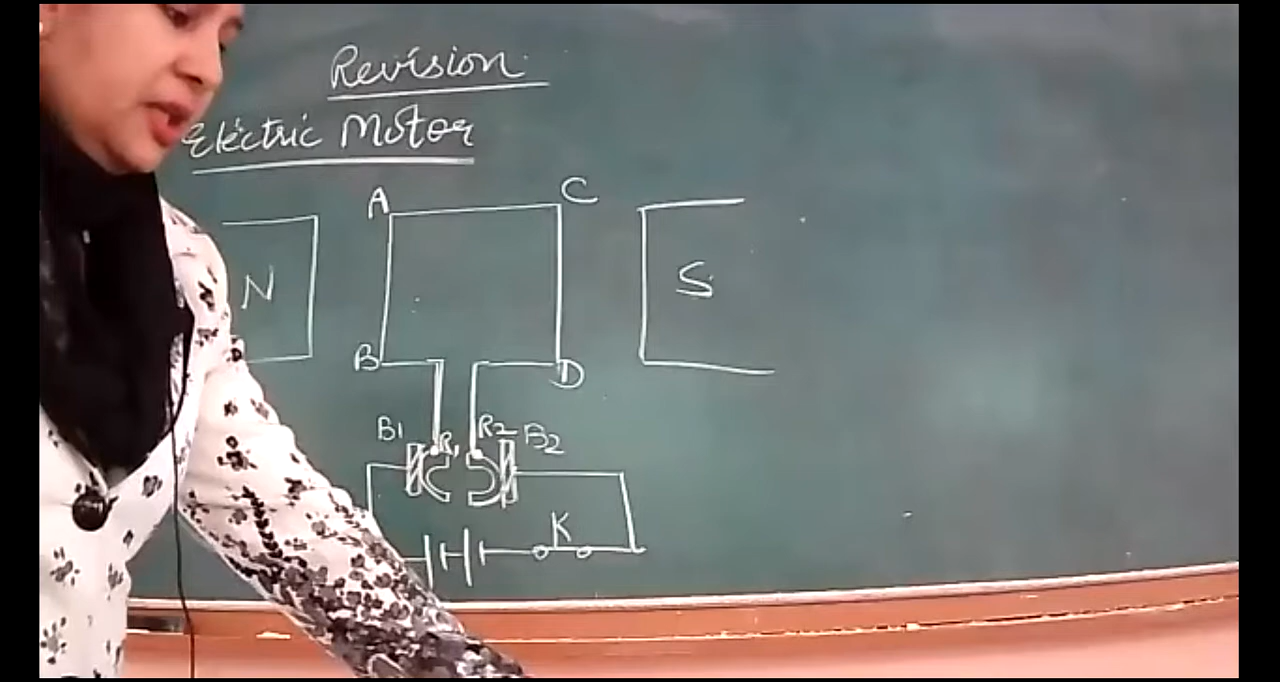 Revision
Electric Motor
A C
N S
B D
B1 R1 R2 B2
K